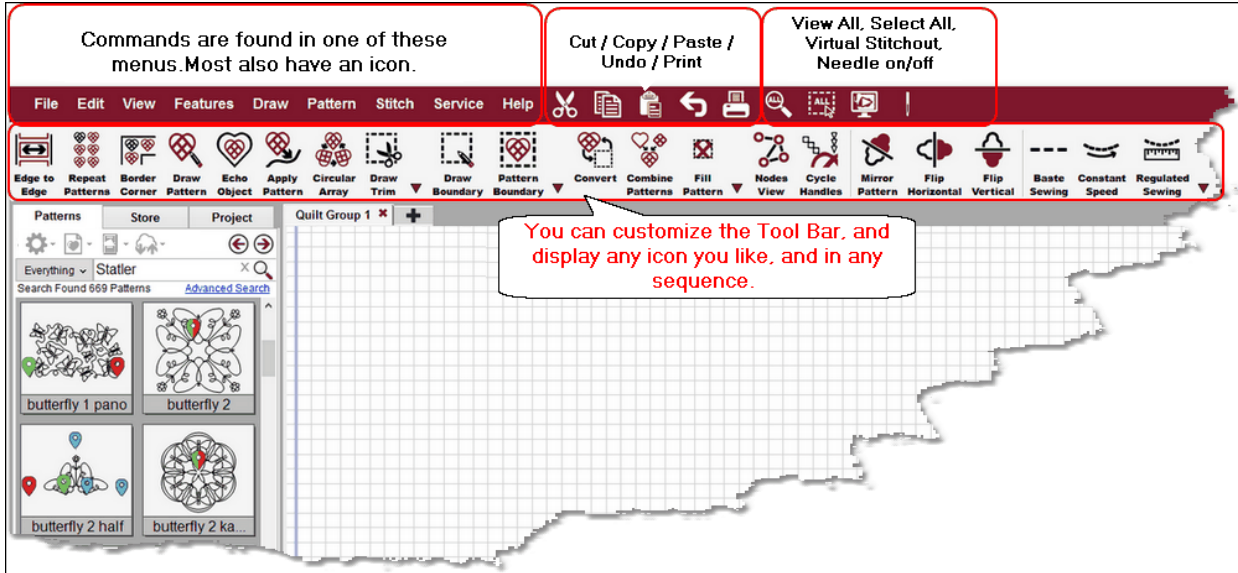 Commands are found in one of these
menus.Most also have an icon.
Cut / Copy / Paste /
Undo / Print
View All, Select All,
Virtual Stitchout,
Needle on/off
File Edit View Features Draw Pattern Stitch Service Help
ALL
ALL
Edge to Edge
Repeat Patterns
Border Corner
Draw Pattern
Echo Object
Apply Pattern
Circular Array
Draw Trim
Draw Boundary
Pattern Boundary
Convert
Combine Patterns
Fill Pattern
Nodes View
Cycle Handles
Mirror Pattern
Flip Horizontal
Flip Vertical
Baste Sewing
Constant Speed
Regulated Sewing
Patterns Store Project
Quilt Group 1
You can customize the Tool Bar, and
display any icon you like, and in any
sequence.
Everything Statler X
Search Found 669 Patterns Advanced Search
butterfly 1 pano
butterfly 2
butterfly 2 half
butterfly 2 ka...